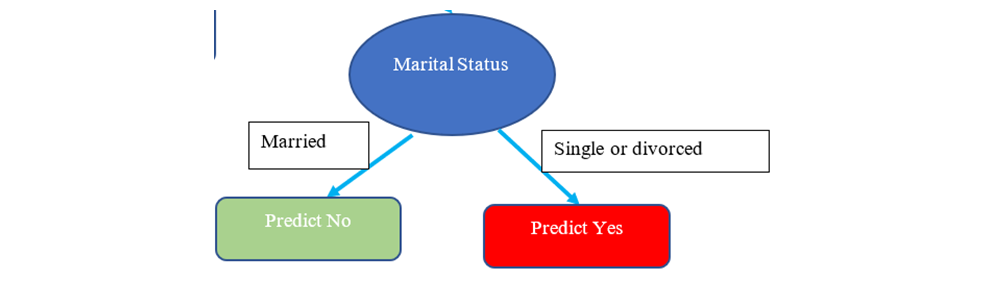 Marital Status
Married
Single or divorced
Predict No
Predict Yes